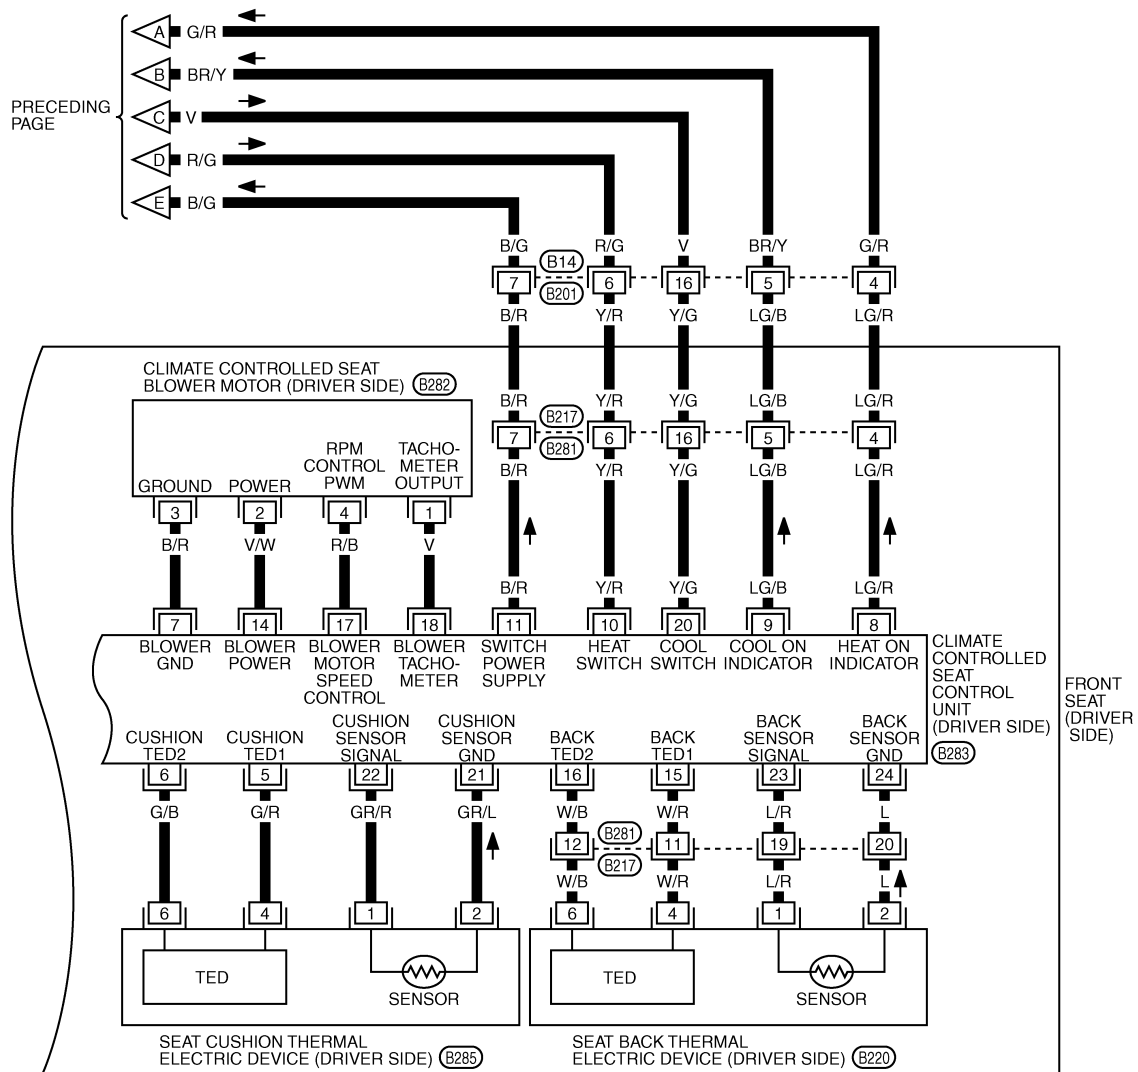 A G/R
B BR/Y
PRECEDING
PAGE
C V
D R/G
E B/G
B/G R/G V BR/Y G/R
B14
7 6 16 5 4
B201
B/R Y/R Y/G LG/B LG/R
CLIMATE CONTROLLED SEAT
BLOWER MOTOR (DRIVER SIDE) B282
B/R Y/R Y/G LG/B LG/R
B217
7 6 16 5 4
B281
B/R Y/R Y/G LG/B LG/R
GROUND
POWER
RPM
CONTROL
PWM
TACHO-
METER
OUTPUT
3 2 4 1
B/R V/W R/B V
B/R Y/R Y/G LG/B LG/R
7 14 17 18 11 10 20 9 8
BLOWER
GND
BLOWER
POWER
BLOWER
MOTOR
SPEED
CONTROL
BLOWER
TACHO-
METER
SWITCH
POWER
SUPPLY
HEAT
SWITCH
COOL
SWITCH
COOL ON
INDICATOR
HEAT ON
INDICATOR
CLIMATE
CONTROLLED
SEAT
CONTROL
UNIT
(DRIVER SIDE)
B283
FRONT
SEAT
(DRIVER
SIDE)
CUSHION
TED2
CUSHION
TED1
CUSHION
SENSOR
SIGNAL
CUSHION
SENSOR
GND
BACK
TED2
BACK
TED1
BACK
SENSOR
SIGNAL
BACK
SENSOR
GND
6 5 22 21 16 15 23 24
G/B G/R GR/R GR/L W/B W/R L/R L
B281
12 11 19 20
B217
W/B W/R L/R L
6 4 1 2 6 4 1 2
TED
SENSOR
TED
SENSOR
SEAT CUSHION THERMAL
ELECTRIC DEVICE (DRIVER SIDE) B285
SEAT BACK THERMAL
ELECTRIC DEVICE (DRIVER SIDE) B220